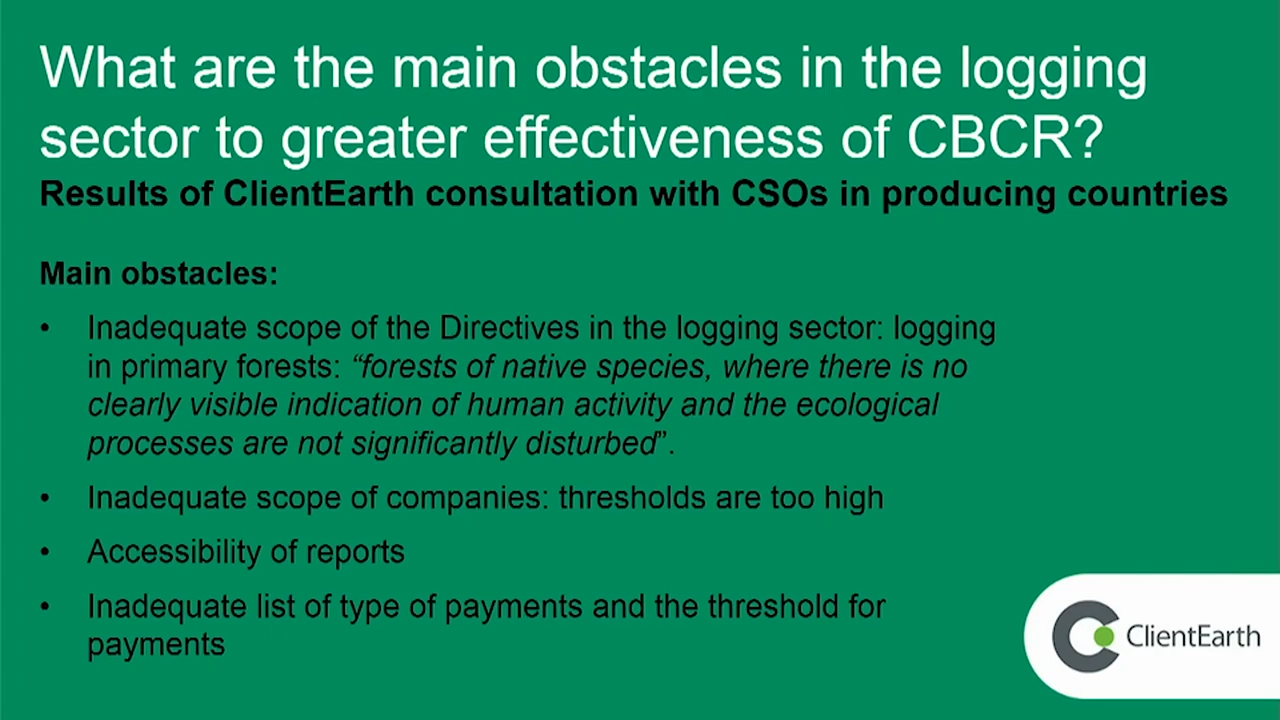 What are the main obstacles in the logging
sector to greater effectiveness of CBCR?
Results of ClientEarth consultation with CSOs in producing countries
Main obstacles:
• Inadequate scope of the Directives in the logging sector: logging
in primary forests: “forests of native species, where there is no
clearly visible indication of human activity and the ecological
processes are not significantly disturbed”.
• Inadequate scope of companies: thresholds are too high
• Accessibility of reports
• Inadequate list of type of payments and the threshold for
payments
ClientEarth